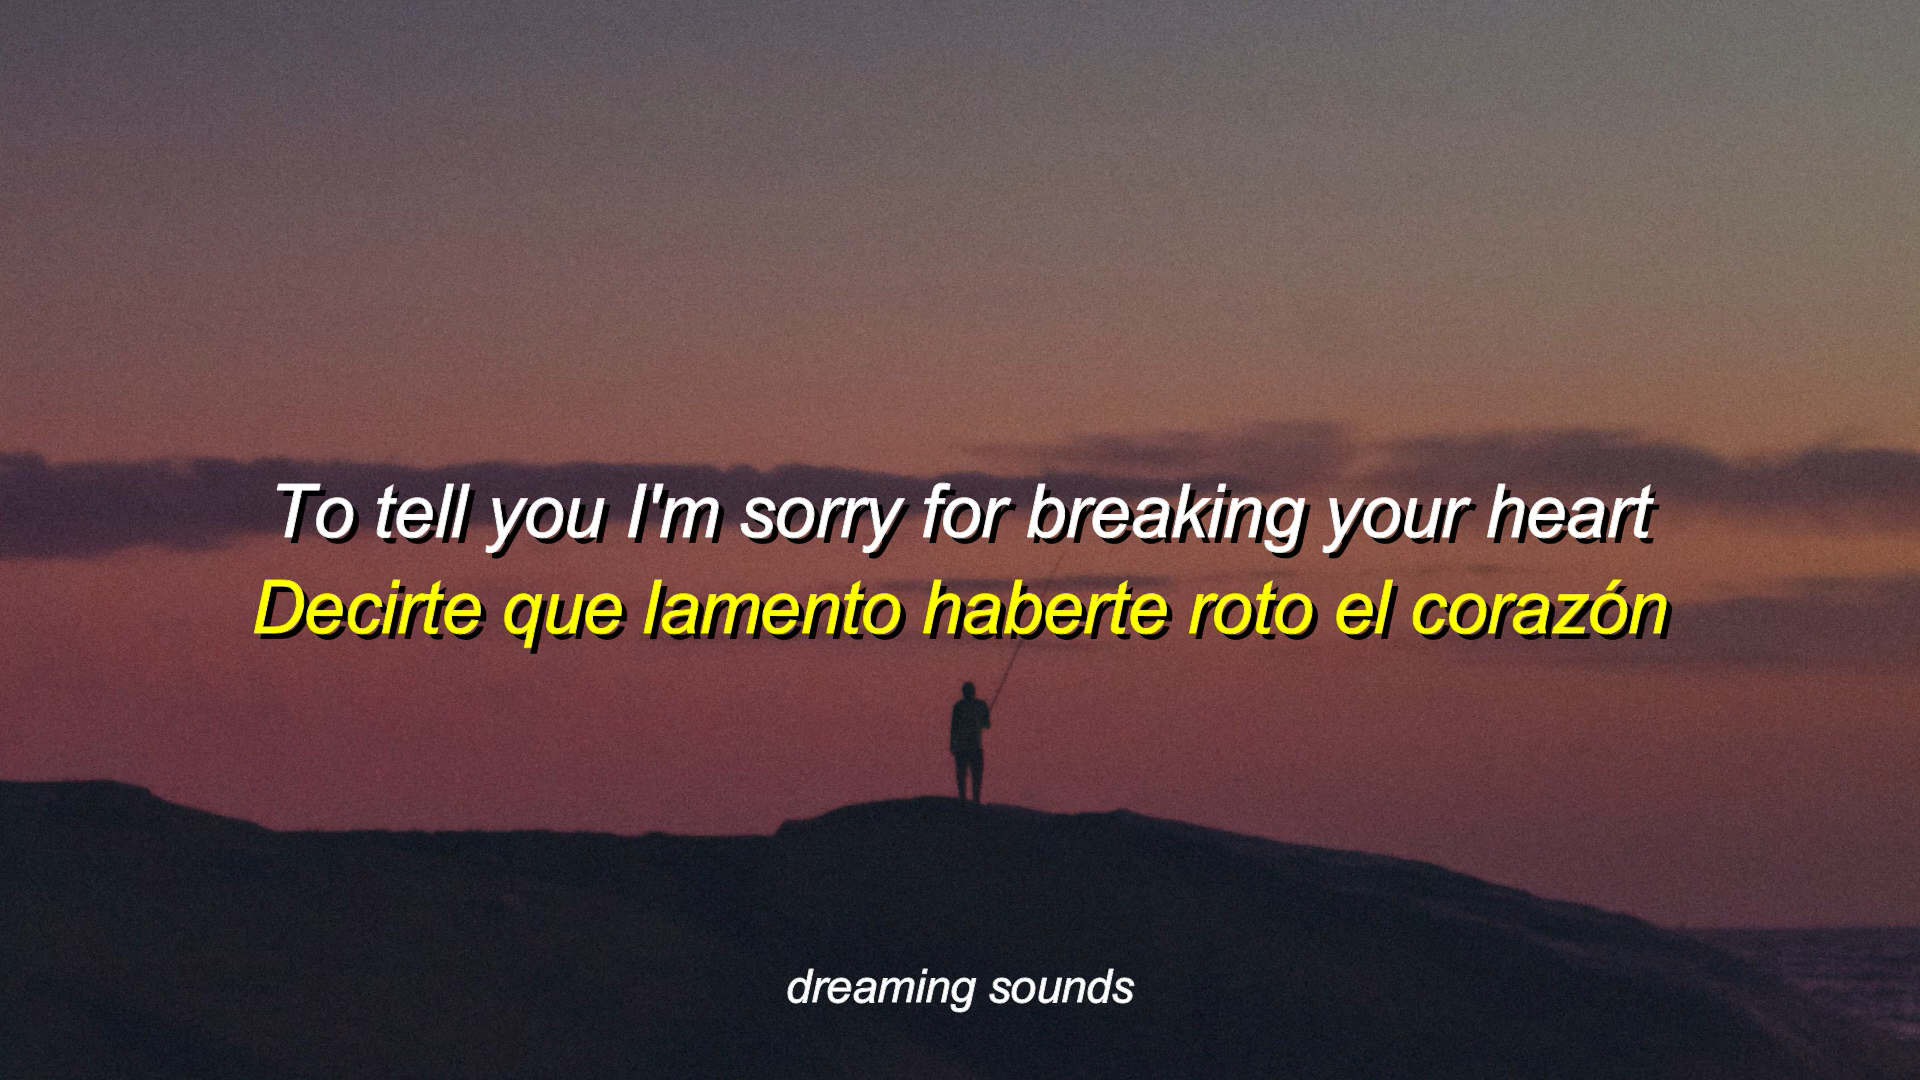 To tell you I'm sorry for breaking your heart
Decirte que lamento haberte roto el corazón
dreaming sounds